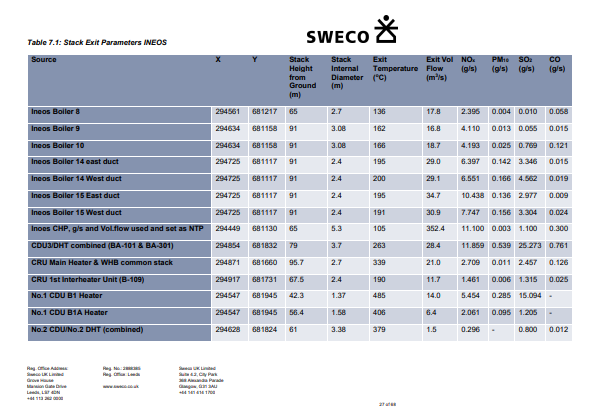 SWECO
Table 7.1: Stack Exit Parameters INEOS
Source X Y Stack Height from Ground (m) Stack Internal Diameter (m) Exit Temperature (°C) Exit Vol Flow (m³/s) NOx (g/s) PM10 (g/s) SO2 (g/s) CO (g/s)
Ineos Boiler 8 294561 681217 65 2.7 136 17.8 2.395 0.004 0.010 0.058
Ineos Boiler 9 294634 681158 91 3.08 162 16.8 4.110 0.013 0.055 0.015
Ineos Boiler 10 294634 681158 91 3.08 166 18.7 4.193 0.025 0.769 0.121
Ineos Boiler 14 east duct 294725 681117 91 2.4 195 29.0 6.397 0.142 3.346 0.015
Ineos Boiler 14 West duct 294725 681117 91 2.4 200 29.1 6.551 0.166 4.562 0.019
Ineos Boiler 15 East duct 294725 681117 91 2.4 195 34.7 10.438 0.136 2.977 0.009
Ineos Boiler 15 West duct 294725 681117 91 2.4 191 30.9 7.747 0.156 3.304 0.024
Ineos CHP, g/s and Vol.flow used and set as NTP 294449 681130 65 5.3 105 352.4 11.100 0.003 1.100 0.300
CDU3/DHT combined (BA-101 & BA-301) 294854 681832 79 3.7 263 28.4 11.859 0.539 25.273 0.761
CRU Main Heater & WHB common stack 294871 681660 95.7 2.4 339 21.0 2.709 0.011 2.457 0.126
CRU 1st Interheater Unit (B-109) 294917 681731 67.5 2.4 190 11.7 1.461 0.006 1.315 0.025
No.1 CDU B1 Heater 294547 681945 42.3 1.37 485 14.0 5.454 0.285 15.094 -
No.1 CDU B1A Heater 294547 681945 56.4 1.58 406 6.4 2.061 0.095 1.205 -
No.2 CDU/No.2 DHT (combined) 294628 681824 61 3.38 379 1.5 0.296 - 0.800 0.012
Reg. Office Address: Reg. No.: 2888385 Sweco UK Limited
Sweco UK Limited Reg. Office: Leeds Suite 4.2, City Park
Grove House 368 Alexandra Parade
Mansion Gate Drive www.sweco.co.uk Glasgow, G31 3AU
Leeds, LS7 4DN +44 141 414 1700
+44 113 262 0000
27 of 68